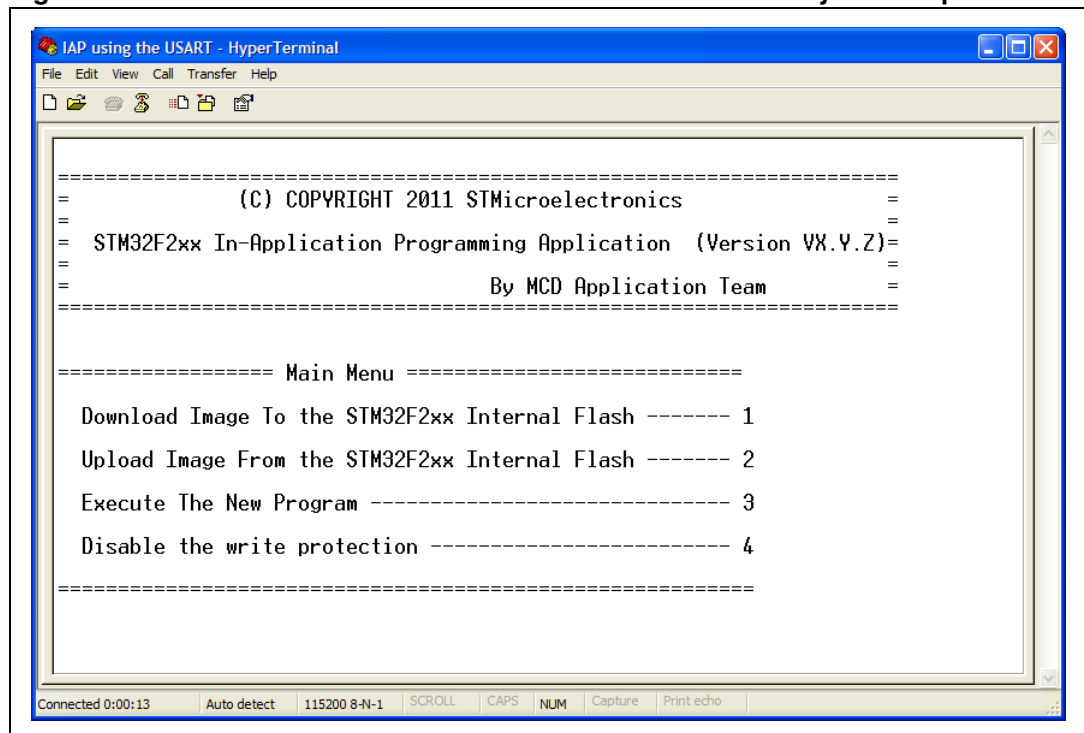 IAP using the USART - HyperTerminal
File Edit View Call Transfer Help
=======================================================================
= (C) COPYRIGHT 2011 STMicroelectronics =
= =
= STM32F2xx In-Application Programming Application (Version VX.Y.Z)=
= =
= By MCD Application Team =
=======================================================================
================== Main Menu ============================
Download Image To the STM32F2xx Internal Flash ------- 1
Upload Image From the STM32F2xx Internal Flash ------- 2
Execute The New Program ------------------------------ 3
Disable the write protection ------------------------- 4
===========================================================
Connected 0:00:13 Auto detect 115200 8-N-1 SCROLL CAPS NUM Capture Print echo